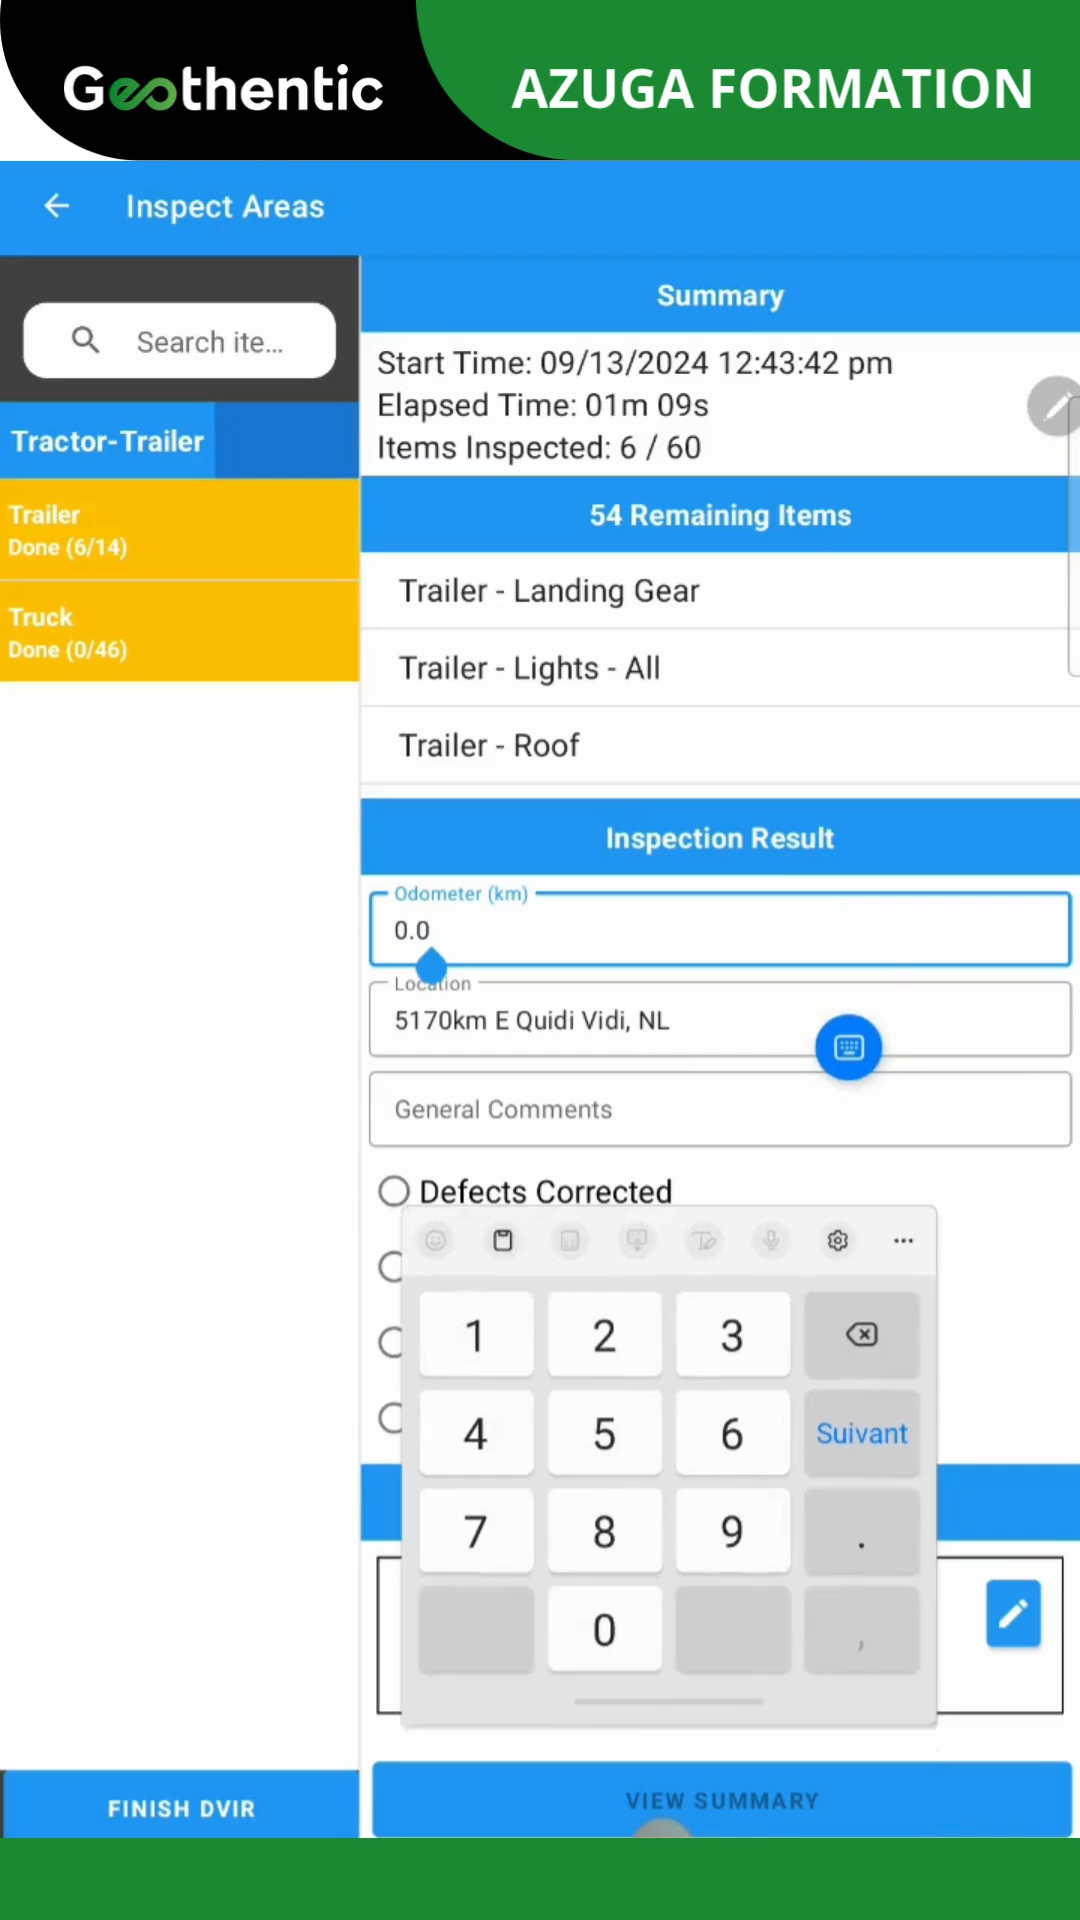 Geothentic
AZUGA FORMATION
Inspect Areas
Search ite...
Tractor-Trailer
Trailer
Done (6/14)
Truck
Done (0/46)
Summary
Start Time: 09/13/2024 12:43:42 pm
Elapsed Time: 01m 09s
Items Inspected: 6 / 60
54 Remaining Items
Trailer - Landing Gear
Trailer - Lights - All
Trailer - Roof
Inspection Result
Odometer (km)
0.0
Location
5170km E Quidi Vidi, NL
General Comments
Defects Corrected
1 2 3
4 5 6 Suivant
7 8 9 .
0 ,
FINISH DVIR
VIEW SUMMARY